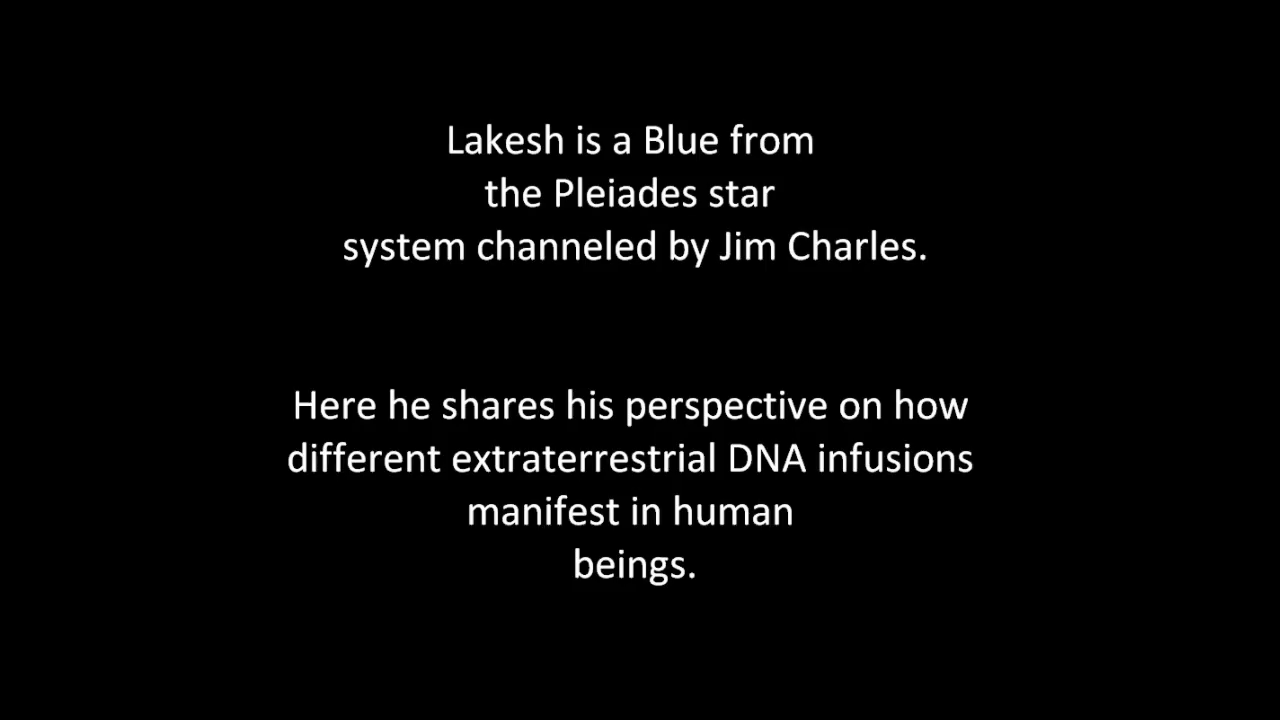 Lakesh is a Blue from
the Pleiades star
system channeled by Jim Charles.
Here he shares his perspective on how
different extraterrestrial DNA infusions
manifest in human
beings.